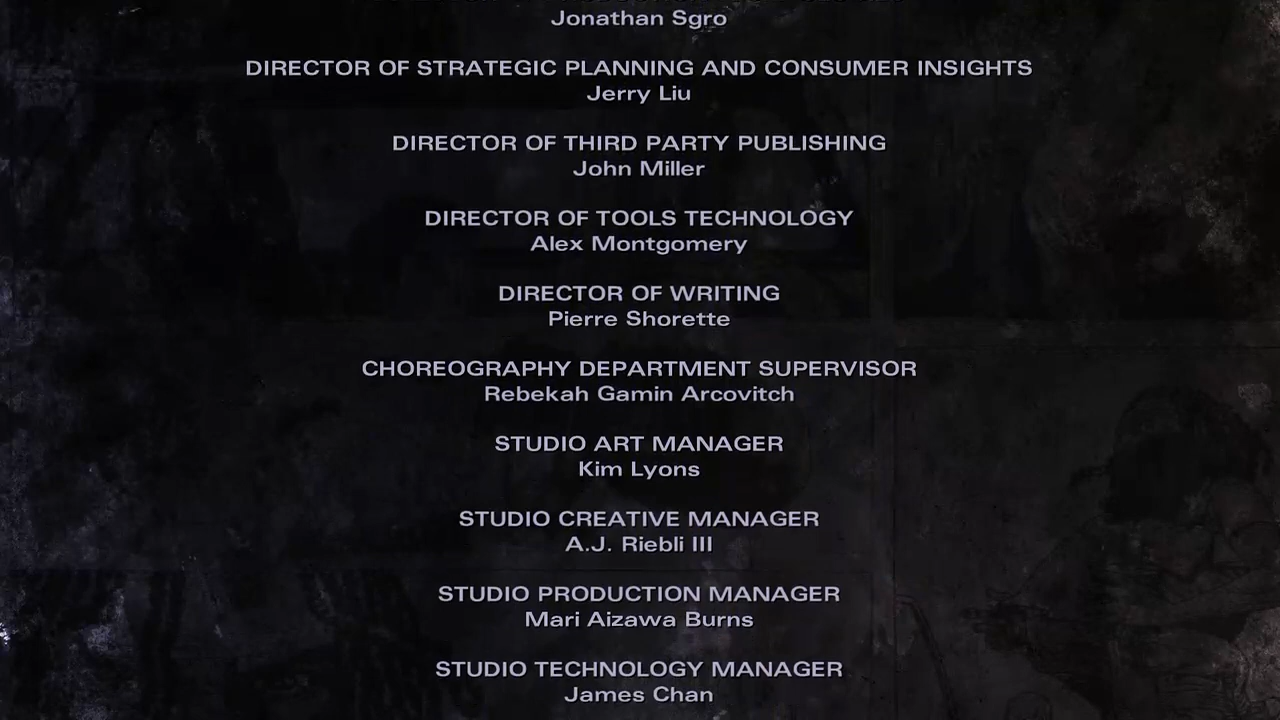 Jonathan Sgro
DIRECTOR OF STRATEGIC PLANNING AND CONSUMER INSIGHTS
Jerry Liu
DIRECTOR OF THIRD PARTY PUBLISHING
John Miller
DIRECTOR OF TOOLS TECHNOLOGY
Alex Montgomery
DIRECTOR OF WRITING
Pierre Shorette
CHOREOGRAPHY DEPARTMENT SUPERVISOR
Rebekah Gamin Arcovitch
STUDIO ART MANAGER
Kim Lyons
STUDIO CREATIVE MANAGER
A.J. Riebli III
STUDIO PRODUCTION MANAGER
Mari Aizawa Burns
STUDIO TECHNOLOGY MANAGER
James Chan